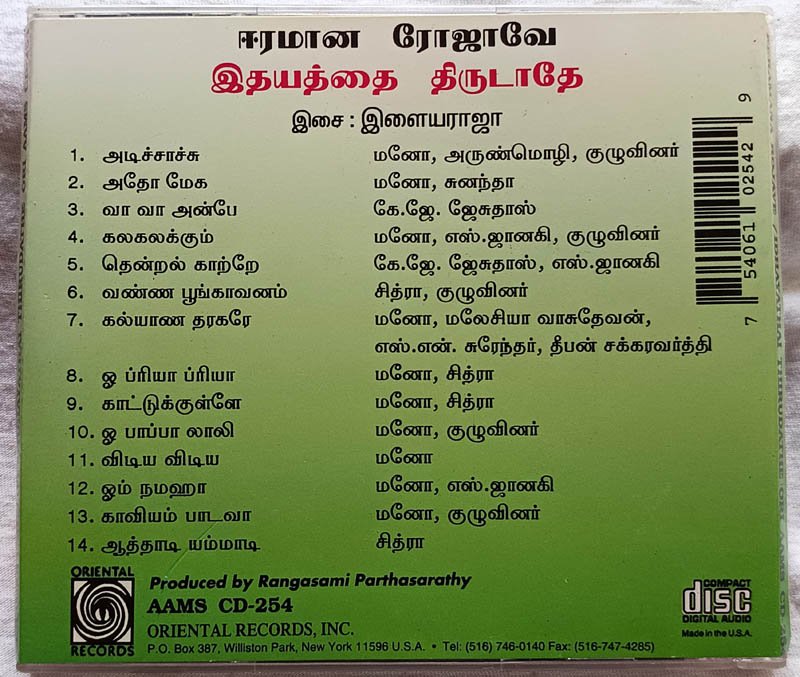 ஈரமான ரோஜாவே
இதயத்தை திருடாதே
இசை : இளையராஜா
1. அடிச்சாச்சு மனோ, அருண்மொழி, குழுவினர்
2. அதோ மேக மனோ, சுனந்தா
3. வா வா அன்பே கே.ஜே. ஜேசுதாஸ்
4. கலகலக்கும் மனோ, எஸ்.ஜானகி, குழுவினர்
5. தென்றல் காற்றே கே.ஜே. ஜேசுதாஸ், எஸ்.ஜானகி
6. வண்ண பூங்காவனம் சித்ரா, குழுவினர்
7. கல்யாண தரகரே மனோ, மலேசியா வாசுதேவன்,
எஸ்.என். சுரேந்தர், தீபன் சக்கரவர்த்தி
8. ஓ ப்ரியா ப்ரியா மனோ, சித்ரா
9. காட்டுக்குள்ளே மனோ, சித்ரா
10. ஓ பாப்பா லாலி மனோ, குழுவினர்
11. விடிய விடிய மனோ
12. ஓம் நமஹா மனோ, எஸ்.ஜானகி
13. காவியம் பாடவா மனோ, குழுவினர்
14. ஆத்தாடி யம்மாடி சித்ரா
7 54061 02542 9
ORIENTAL
RECORDS
Produced by Rangasami Parthasarathy
AAMS CD-254
ORIENTAL RECORDS, INC.
P.O. Box 387, Williston Park, New York 11596 U.S.A. • Tel: (516) 746-0140 Fax: (516-747-4285)
COMPACT
disc
DIGITAL AUDIO
Made in the U.S.A.